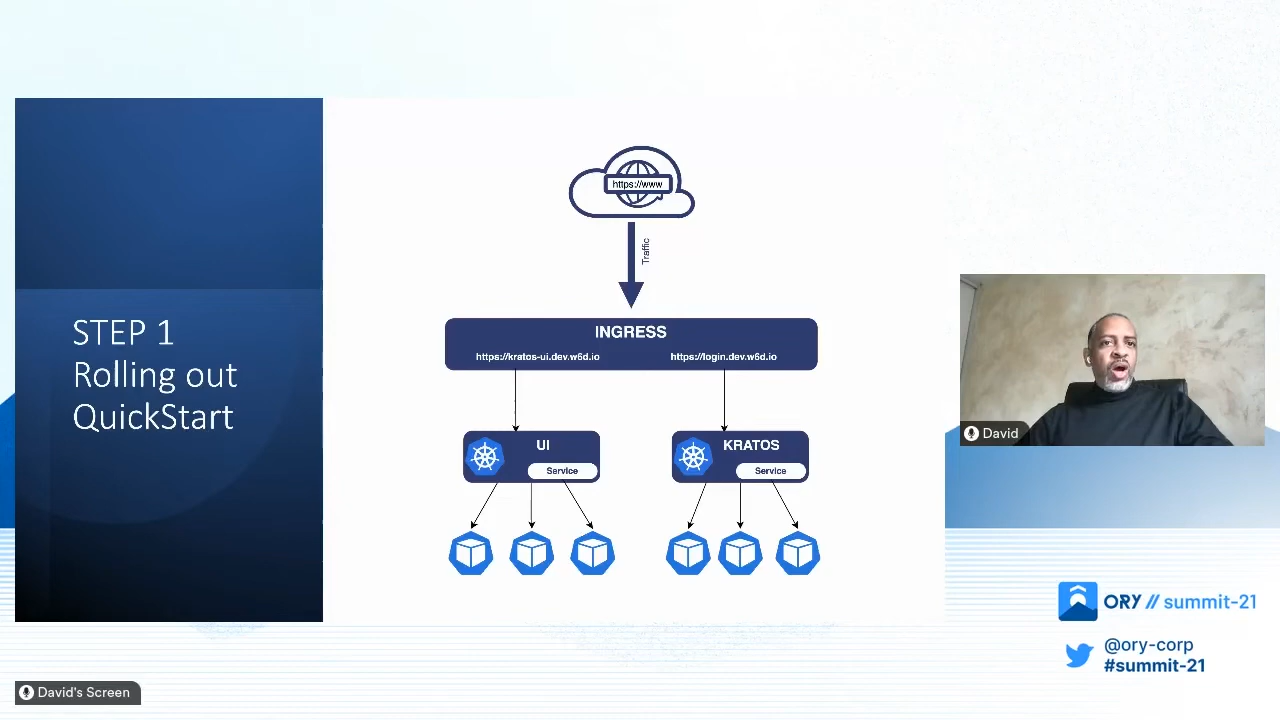 STEP 1
Rolling out
QuickStart
https://www
Traffic
INGRESS
https://kratos-ui.dev.w6d.io
https://login.dev.w6d.io
UI
Service
KRATOS
Service
David
ORY // summit-21
@ory-corp
#summit-21
David's Screen